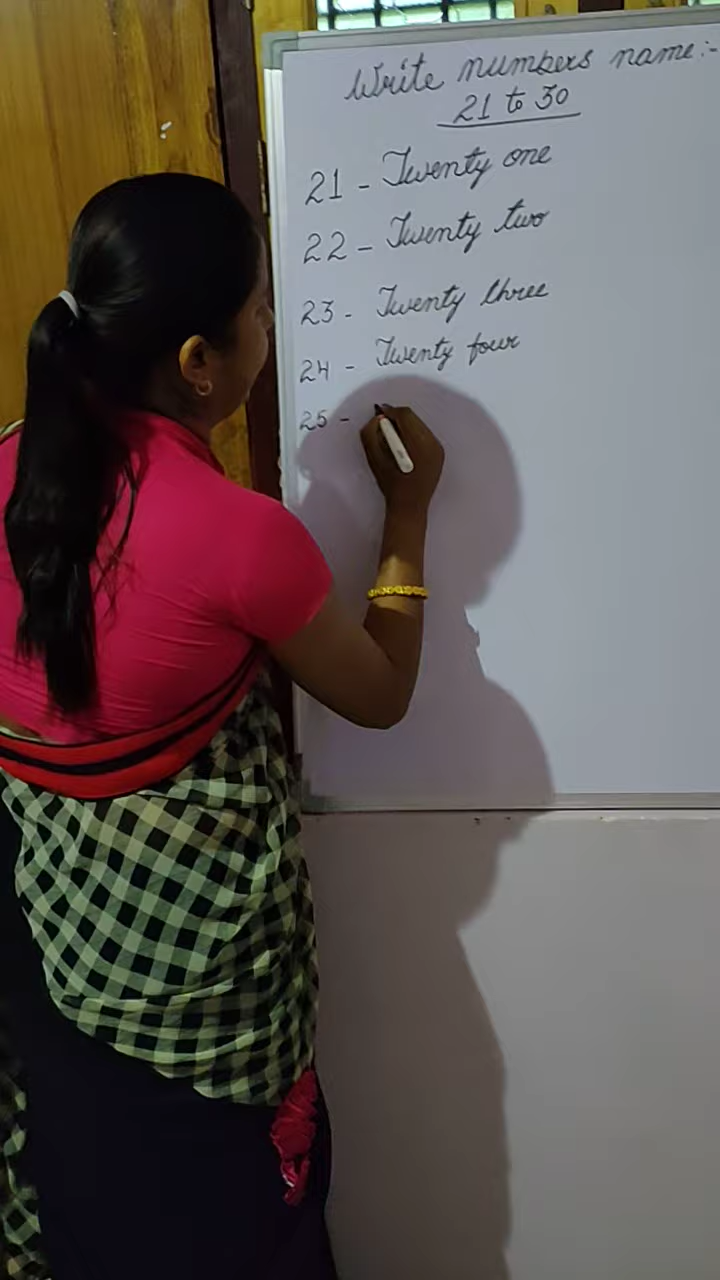 Write numbers name:-
21 to 30
21 - Twenty one
22 - Twenty two
23 - Twenty three
24 - Twenty four
25 -